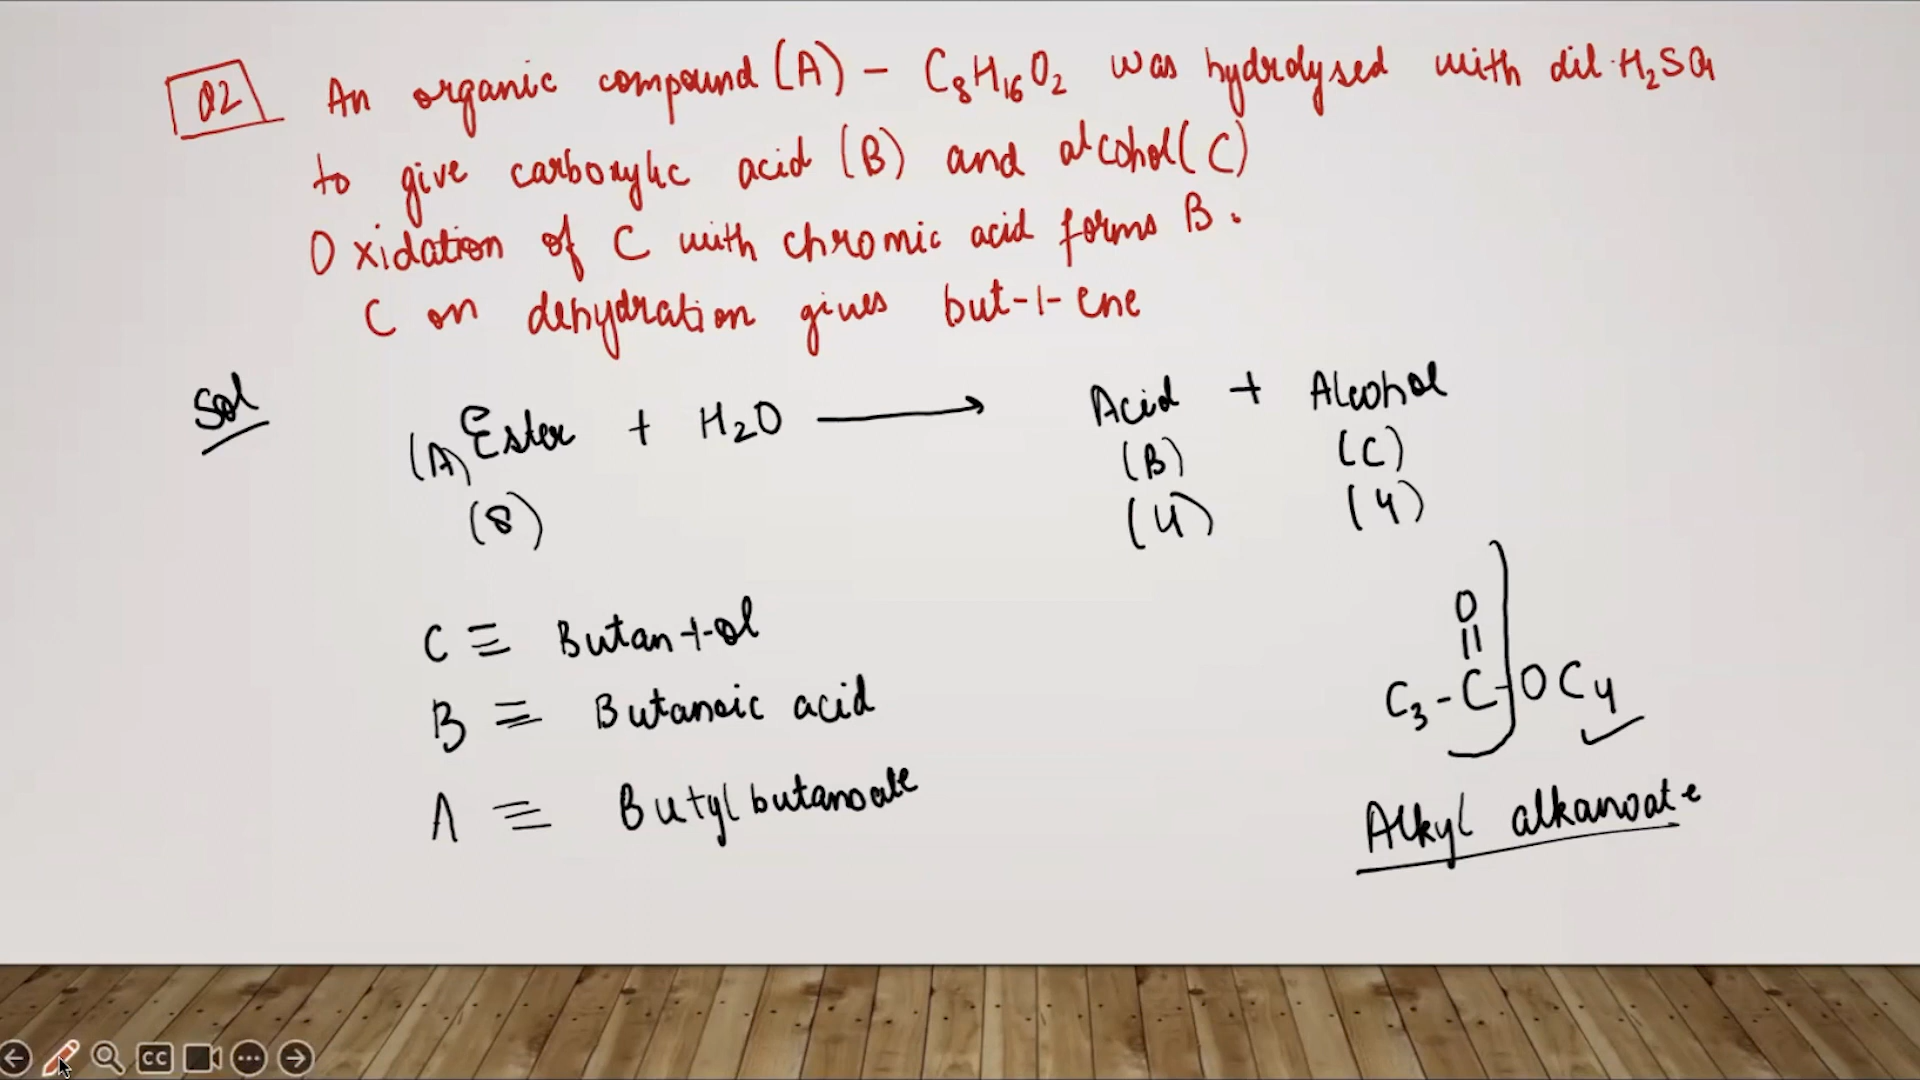 Q2 An organic compound (A) – C₈H₁₆O₂ was hydrolysed with dil. H₂SO₄
to give carboxylic acid (B) and alcohol (C)
Oxidation of C with chromic acid forms B.
C on dehydration gives but-1-ene
Sol
(A) Ester + H₂O ⟶ Acid + Alcohol
(B) (C)
(8) (4) (4)
O
||
C₃-C-OC₄
C ≡ Butan-1-ol
B ≡ Butanoic acid
A ≡ Butylbutanoate
Alkyl alkanoate
CC